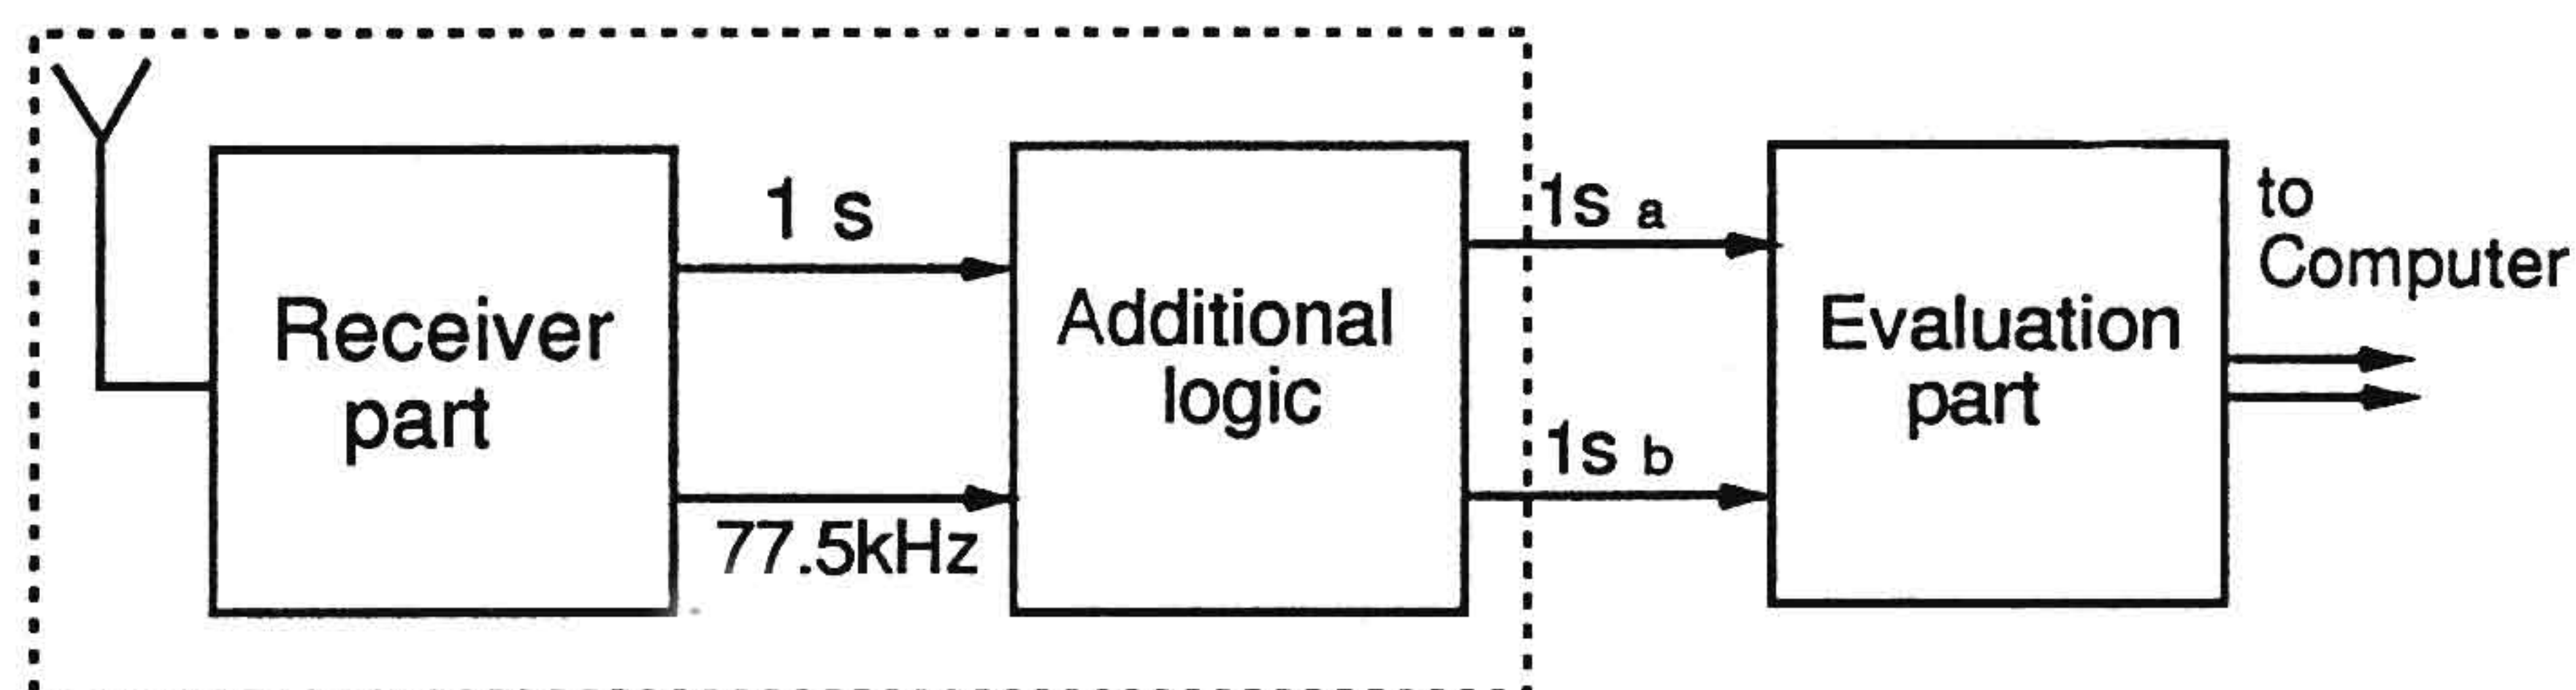 Receiver
part
1 s
77.5kHz
Additional
logic
1s a
1s b
Evaluation
part
to
Computer